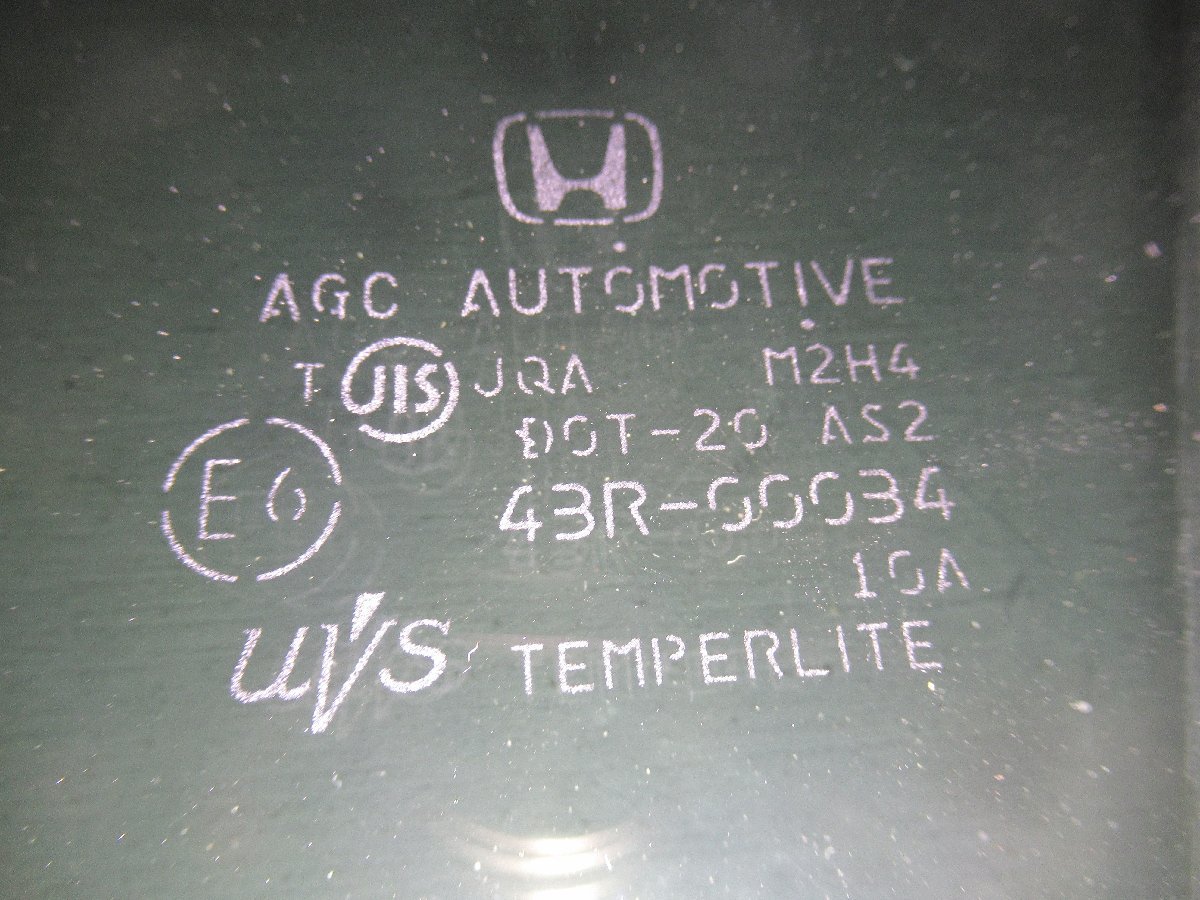 AGC AUTOMOTIVE
T JIS JQA M2H4
DOT-20 AS2
E6 43R-00034
10A
UVS TEMPERLITE